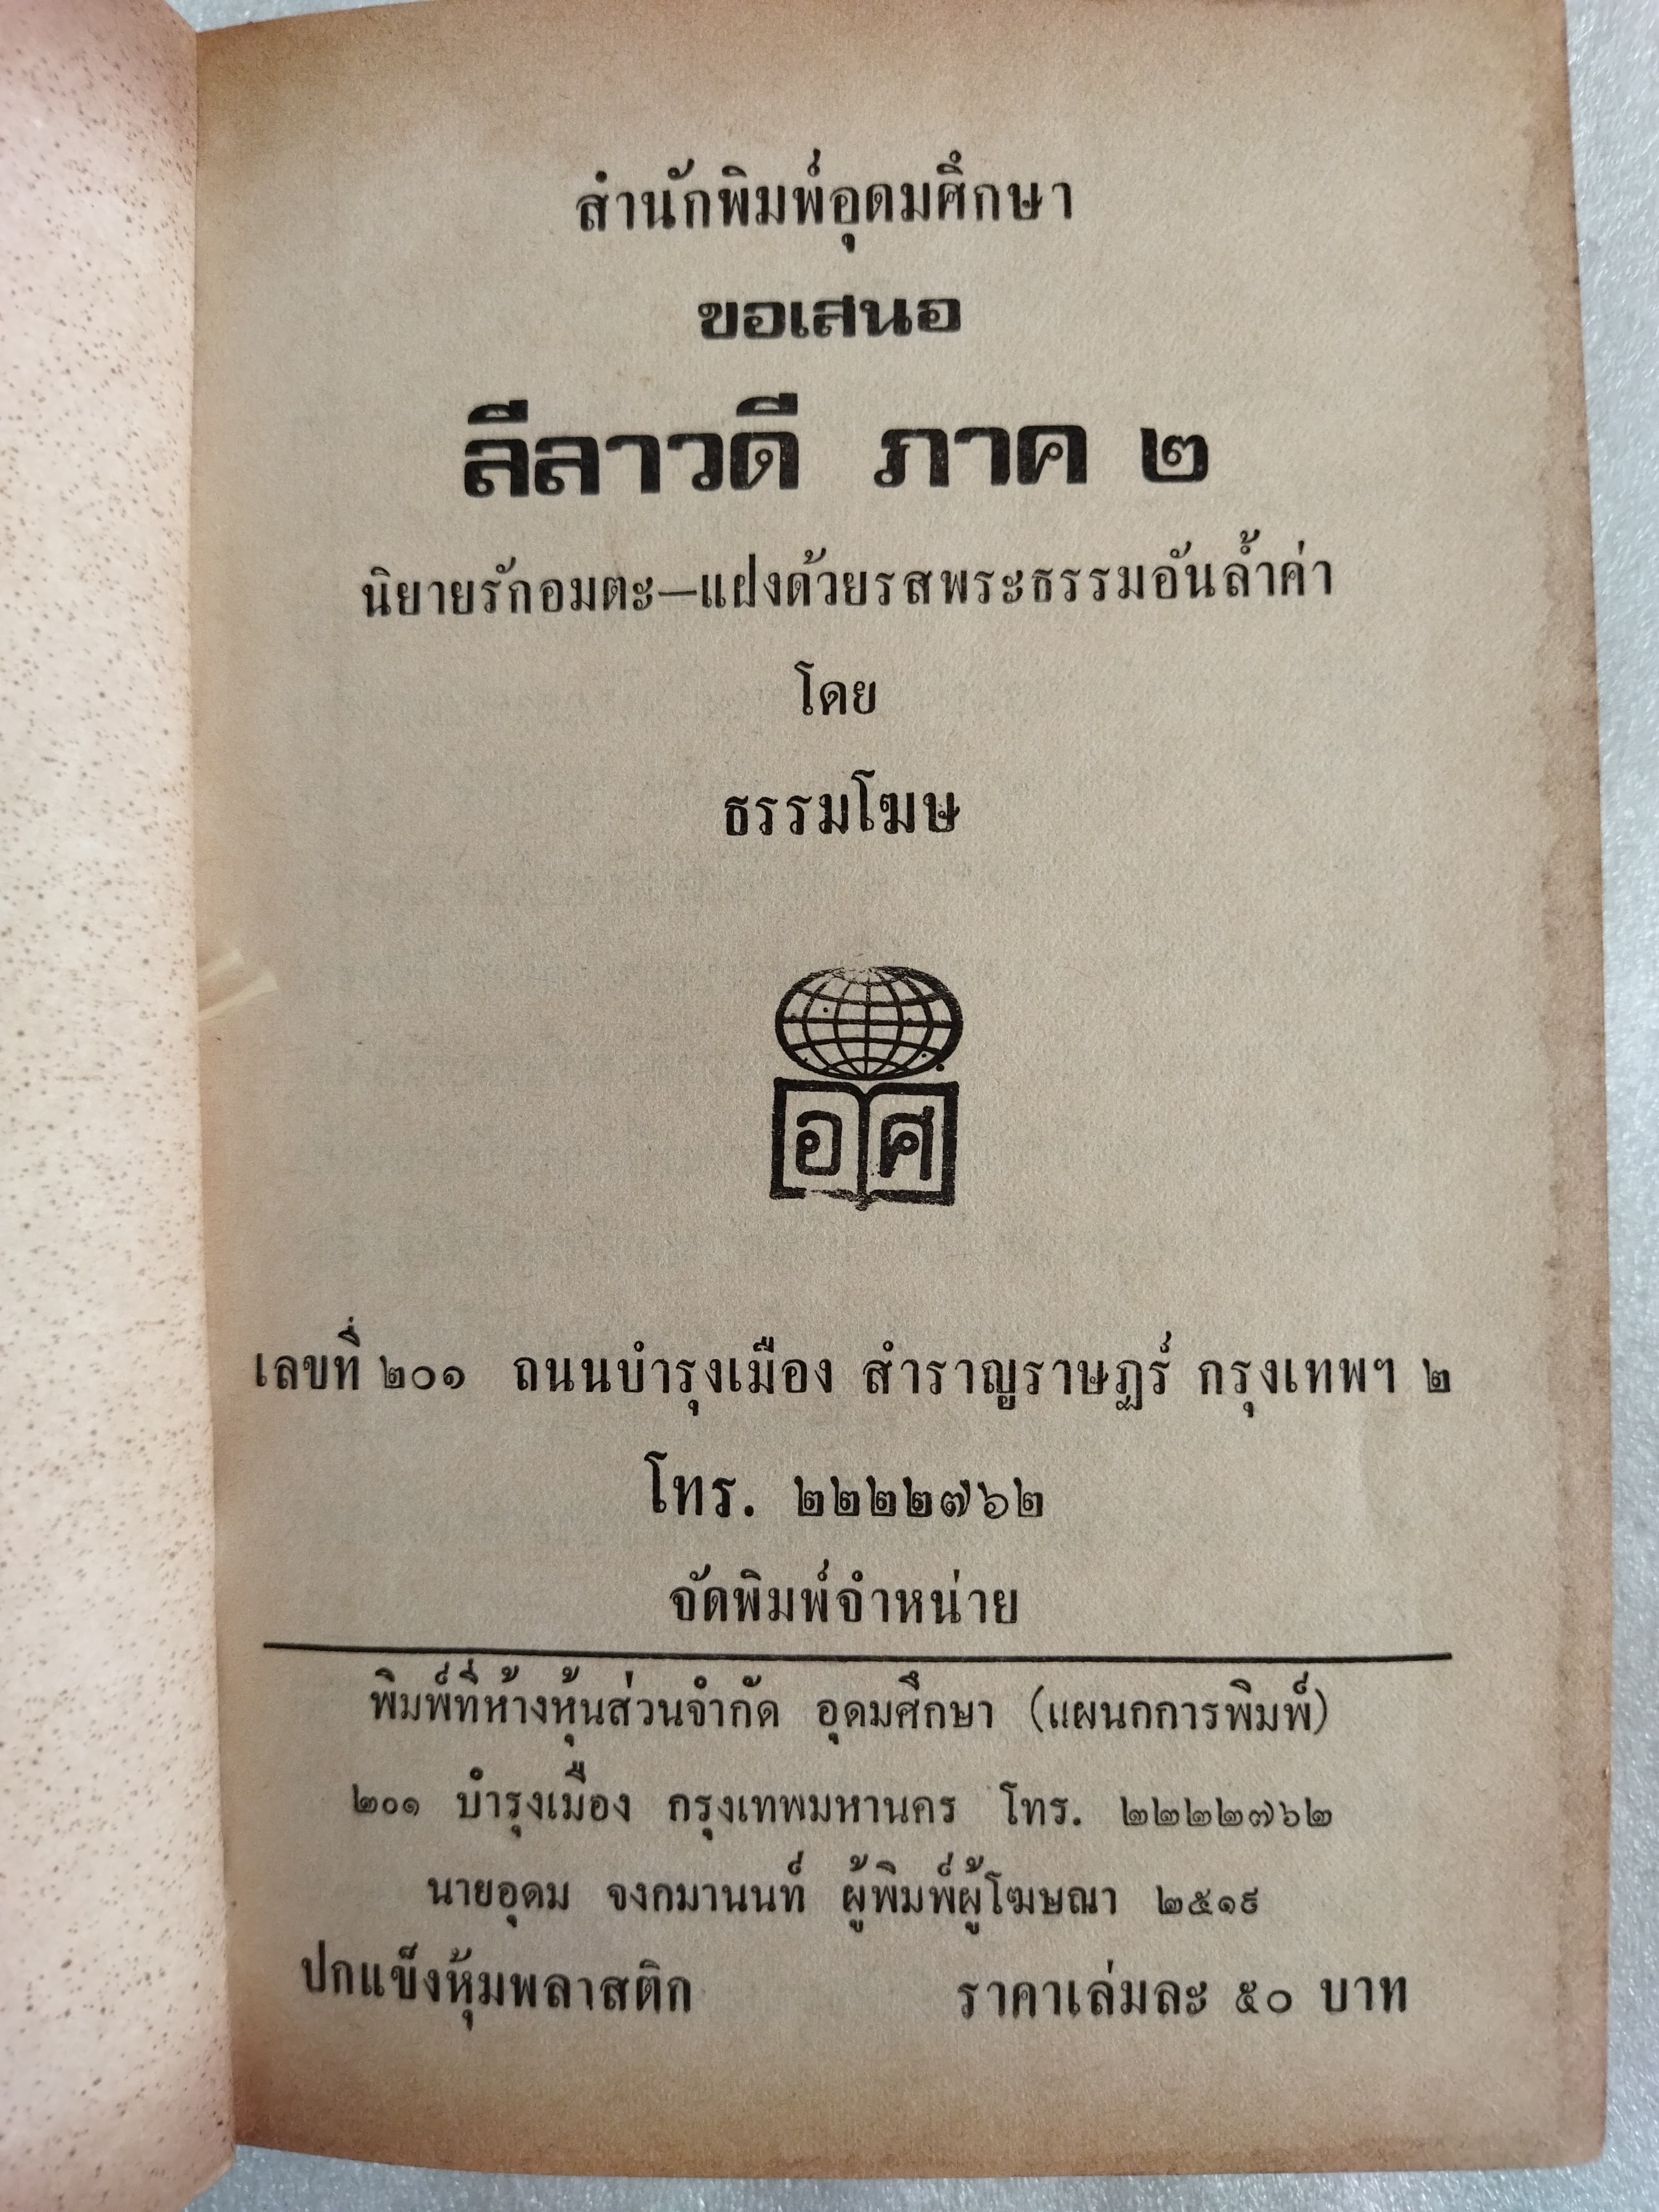 สำนักพิมพ์อุดมศึกษา
ขอเสนอ
ลีลาวดี ภาค ๒
นิยายรักอมตะ—แฝงด้วยรสพระธรรมอันล้ำค่า
โดย
ธรรมโฆษ
อ ศ
เลขที่ ๒๐๑ ถนนบำรุงเมือง สำราญราษฎร์ กรุงเทพฯ ๒
โทร. ๒๒๒๒๗๖๒
จัดพิมพ์จำหน่าย
พิมพ์ที่ห้างหุ้นส่วนจำกัด อุดมศึกษา (แผนกการพิมพ์)
๒๐๑ บำรุงเมือง กรุงเทพมหานคร โทร. ๒๒๒๒๗๖๒
นายอุดม จงกมานนท์ ผู้พิมพ์ผู้โฆษณา ๒๕๑๙
ปกแข็งหุ้มพลาสติก ราคาเล่มละ ๕๐ บาท